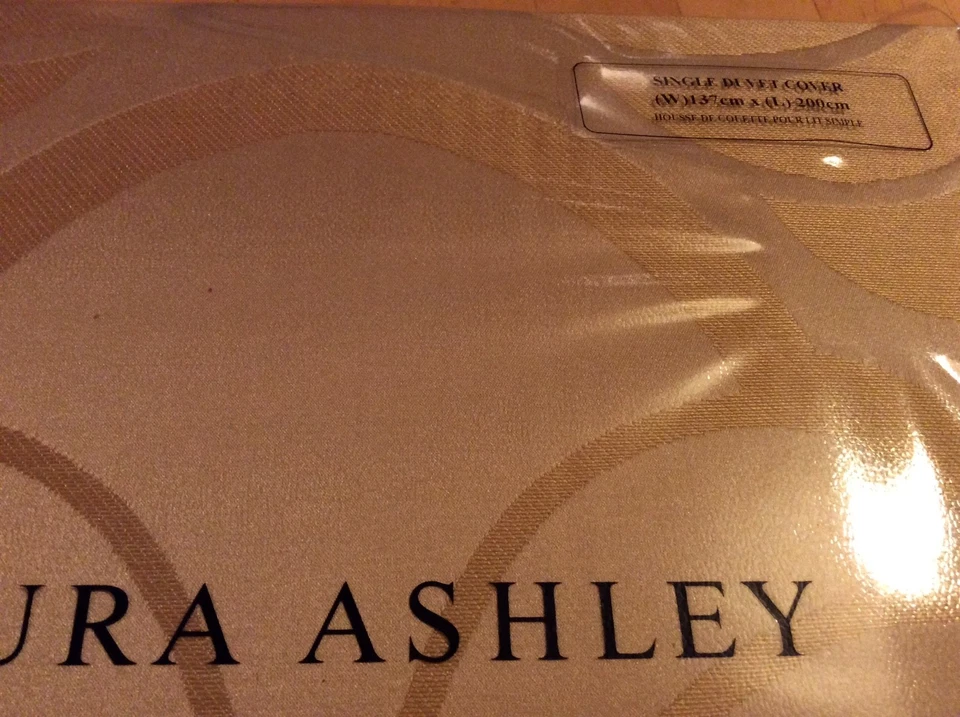 SINGLE DUVET COVER
(W)137cm x (L) 200cm
HOUSSE DE COUETTE POUR LIT SIMPLE
URA ASHLEY